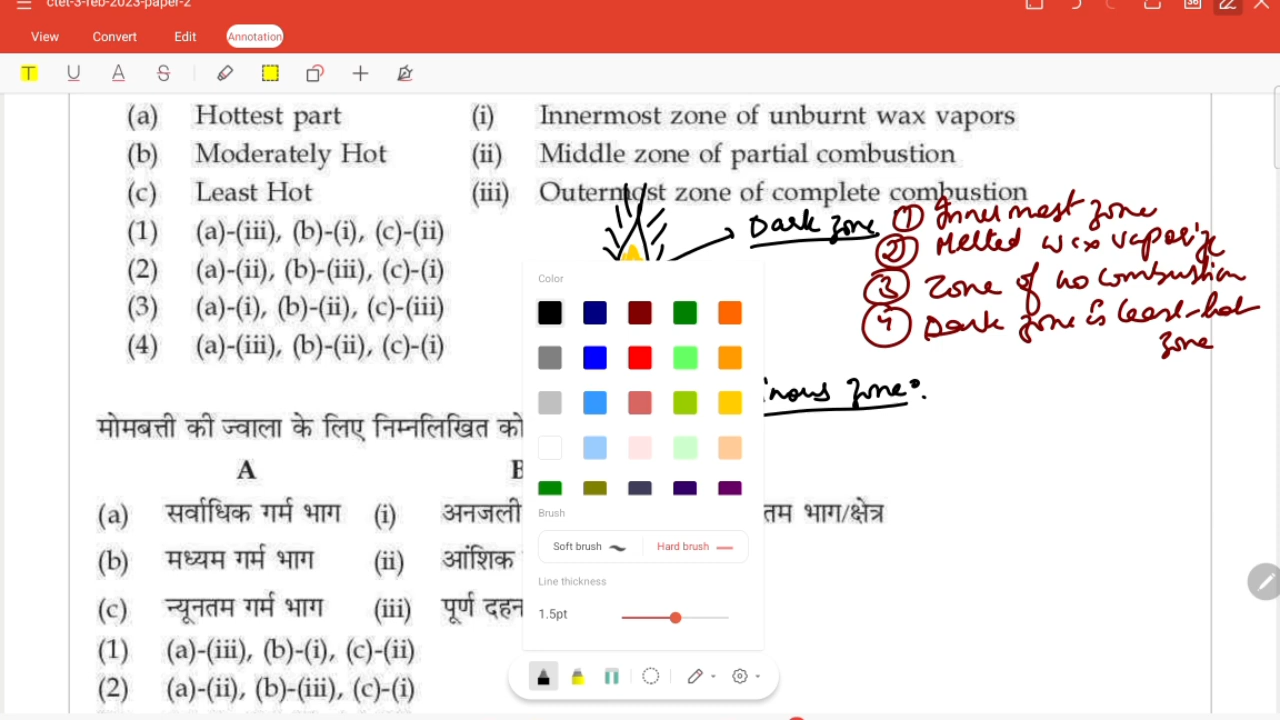 ctet-3-feb-2023-paper-2
View Convert Edit Annotation
(a) Hottest part (i) Innermost zone of unburnt wax vapors
(b) Moderately Hot (ii) Middle zone of partial combustion
(c) Least Hot (iii) Outermost zone of complete combustion
(1) (a)-(iii), (b)-(i), (c)-(ii)
(2) (a)-(ii), (b)-(iii), (c)-(i)
(3) (a)-(i), (b)-(ii), (c)-(iii)
(4) (a)-(iii), (b)-(ii), (c)-(i)
Dark zone
① Innermost zone
② Melted wax vaporize
③ Zone of no combustion
④ Dark zone is least-hot
zone
nous zone
मोमबत्ती की ज्वाला के लिए निम्नलिखित को
A
(a) सर्वाधिक गर्म भाग (i) अनजली तम भाग/क्षेत्र
(b) मध्यम गर्म भाग (ii) आंशिक
(c) न्यूनतम गर्म भाग (iii) पूर्ण दहन
(1) (a)-(iii), (b)-(i), (c)-(ii)
(2) (a)-(ii), (b)-(iii), (c)-(i)
Color
Brush
Soft brush Hard brush
Line thickness
1.5pt